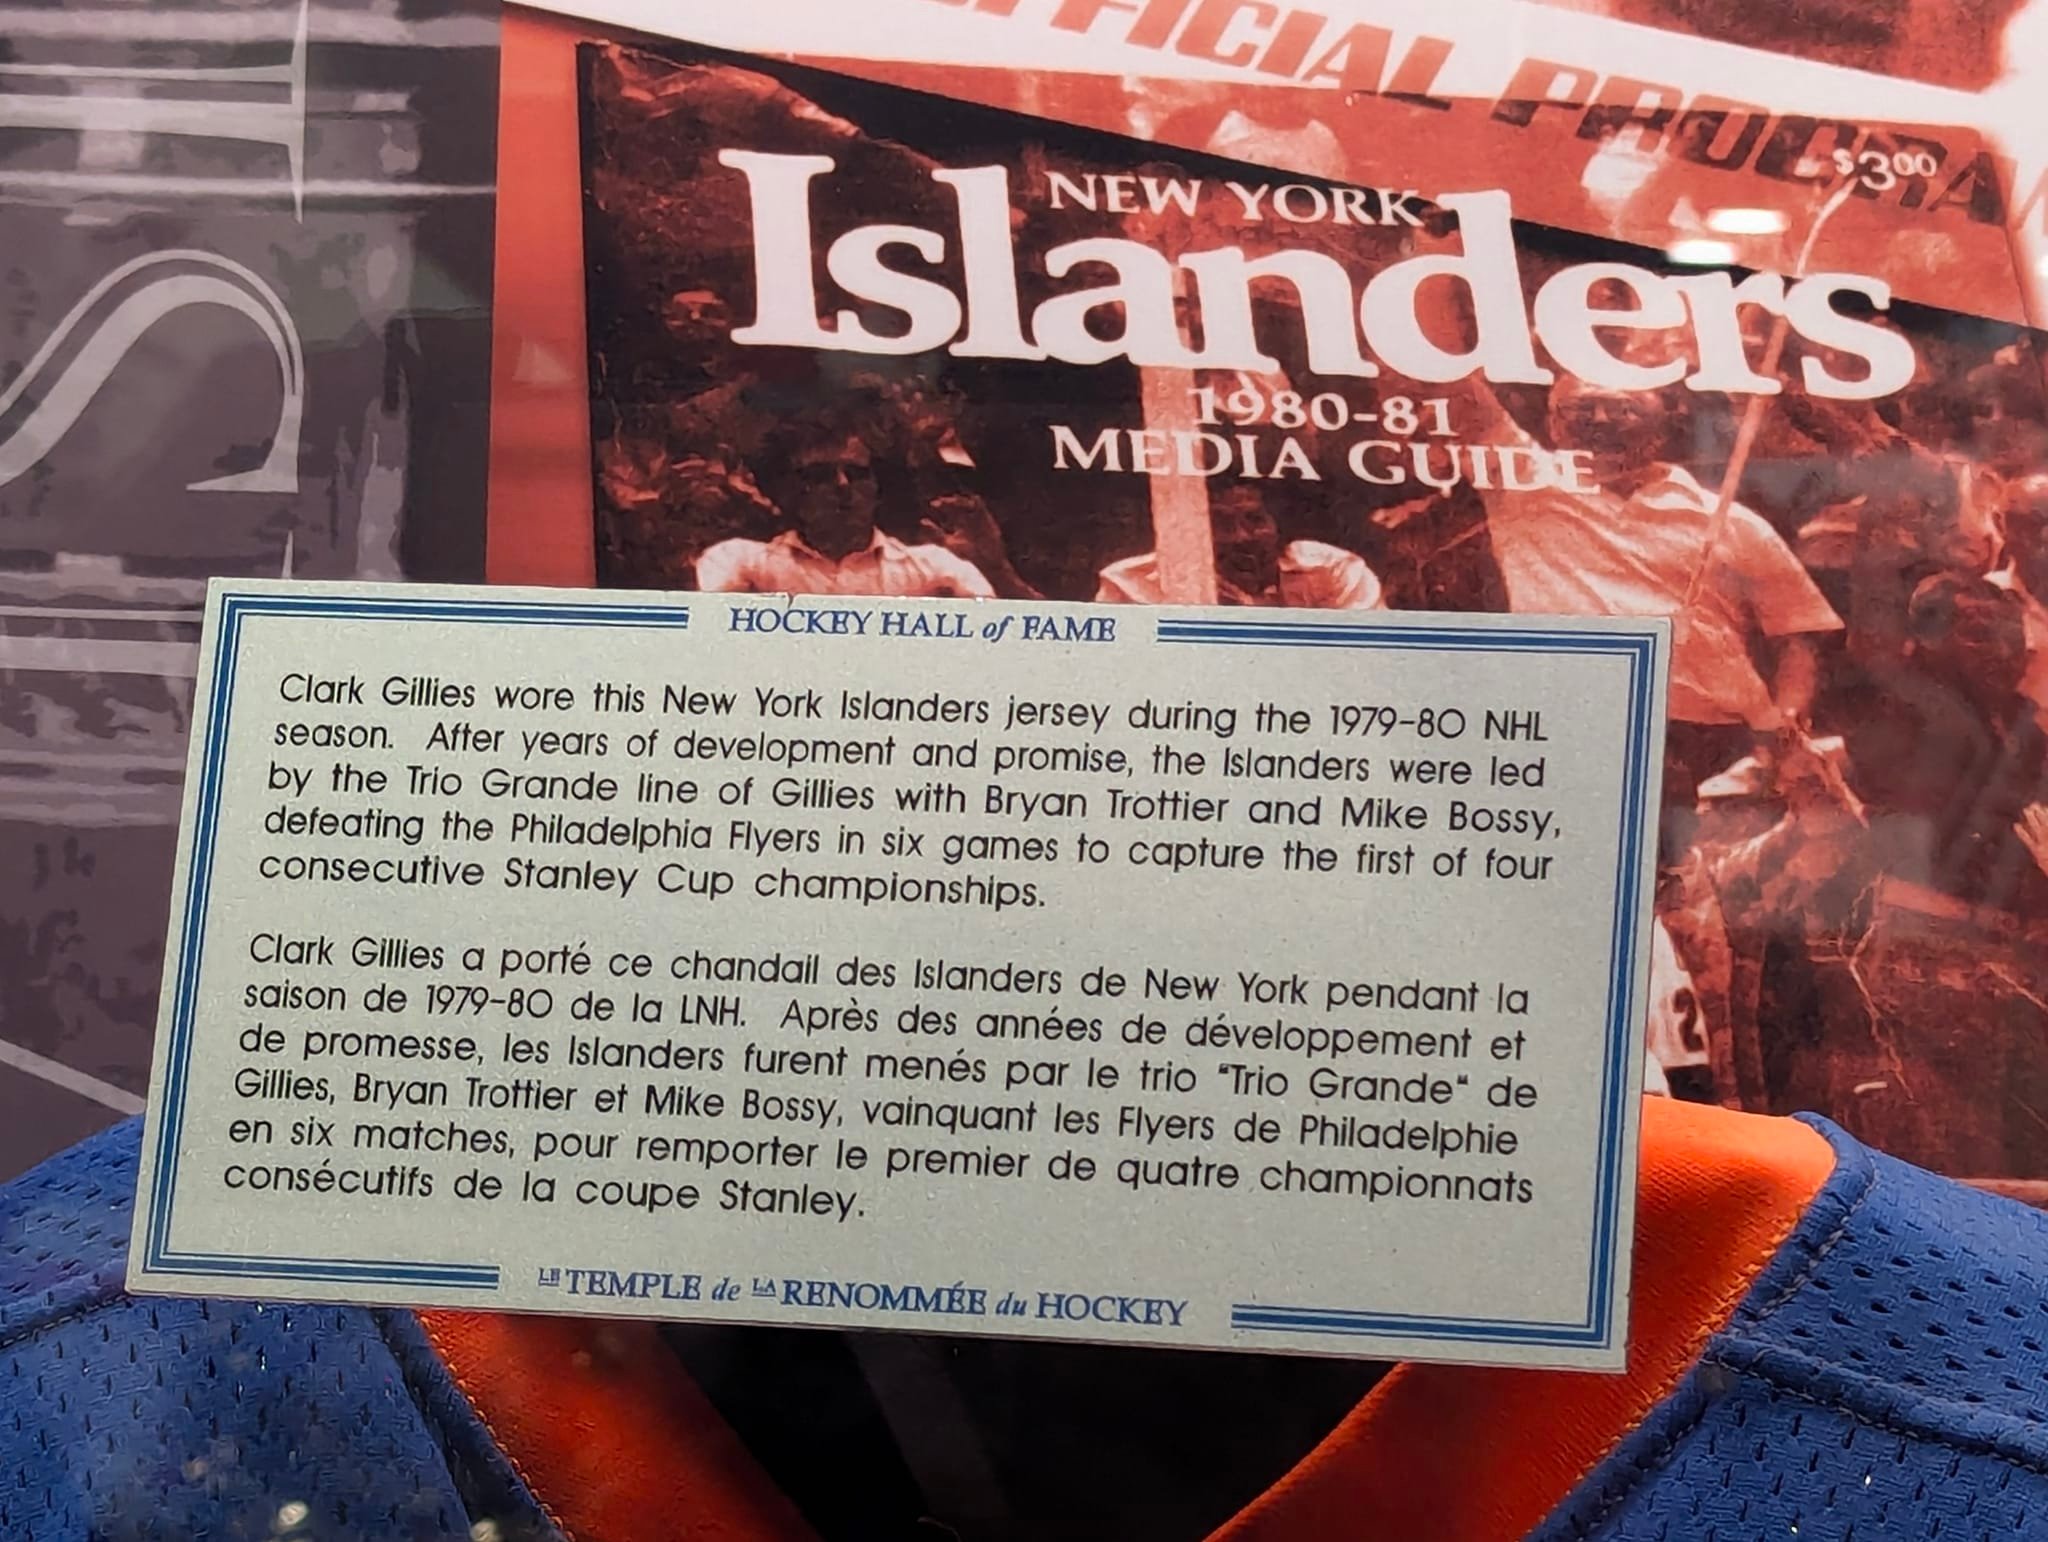 OFFICIAL PROGRA
$3.00
NEW YORK
Islanders
1980-81
MEDIA GUIDE
HOCKEY HALL of FAME
Clark Gillies wore this New York Islanders jersey during the 1979-80 NHL
season. After years of development and promise, the Islanders were led
by the Trio Grande line of Gillies with Bryan Trottier and Mike Bossy,
defeating the Philadelphia Flyers in six games to capture the first of four
consecutive Stanley Cup championships.
Clark Gillies a porté ce chandail des Islanders de New York pendant la
saison de 1979-80 de la LNH. Après des années de développement et
de promesse, les Islanders furent menés par le trio "Trio Grande" de
Gillies, Bryan Trottier et Mike Bossy, vainquant les Flyers de Philadelphie
en six matches, pour remporter le premier de quatre championnats
consécutifs de la coupe Stanley.
LE TEMPLE de LA RENOMMÉE du HOCKEY
2